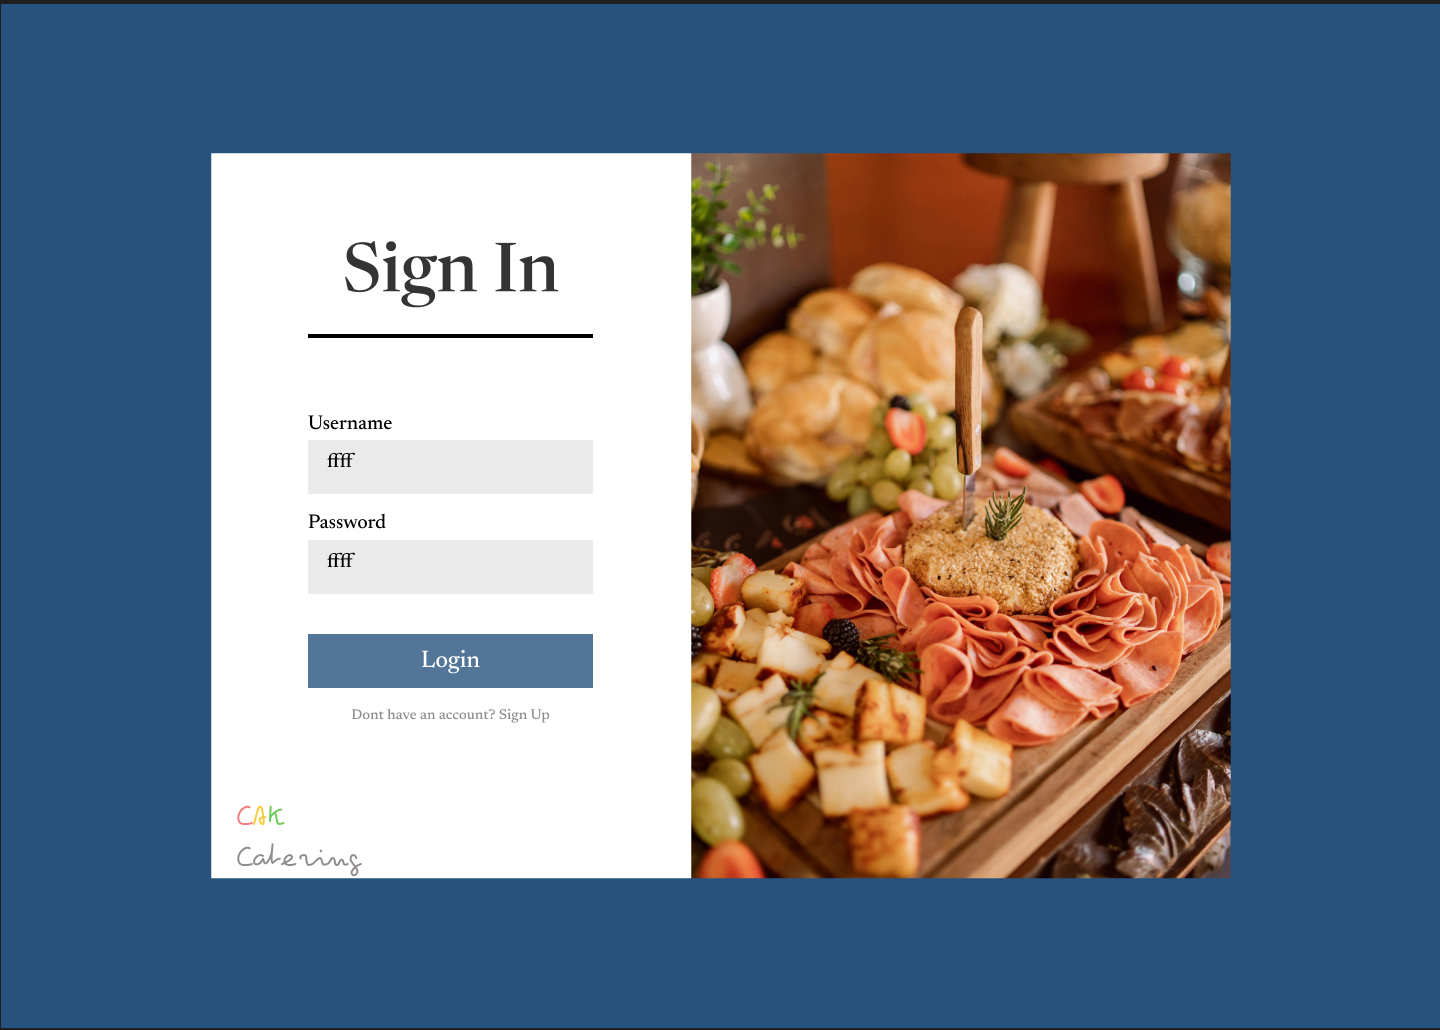 Sign In
Username
ffff
Password
ffff
Login
Dont have an account? Sign Up
CAK
Catering